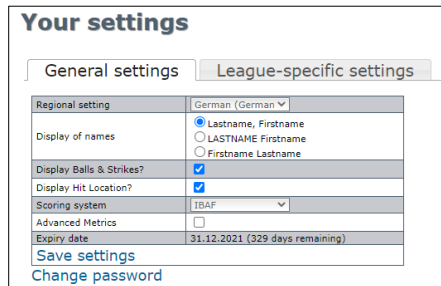 Your settings
General settings
League-specific settings
Regional setting
German (German
Display of names
Lastname, Firstname
LASTNAME Firstname
Firstname Lastname
Display Balls & Strikes?
Display Hit Location?
Scoring system
IBAF
Advanced Metrics
Expiry date
31.12.2021 (329 days remaining)
Save settings
Change password